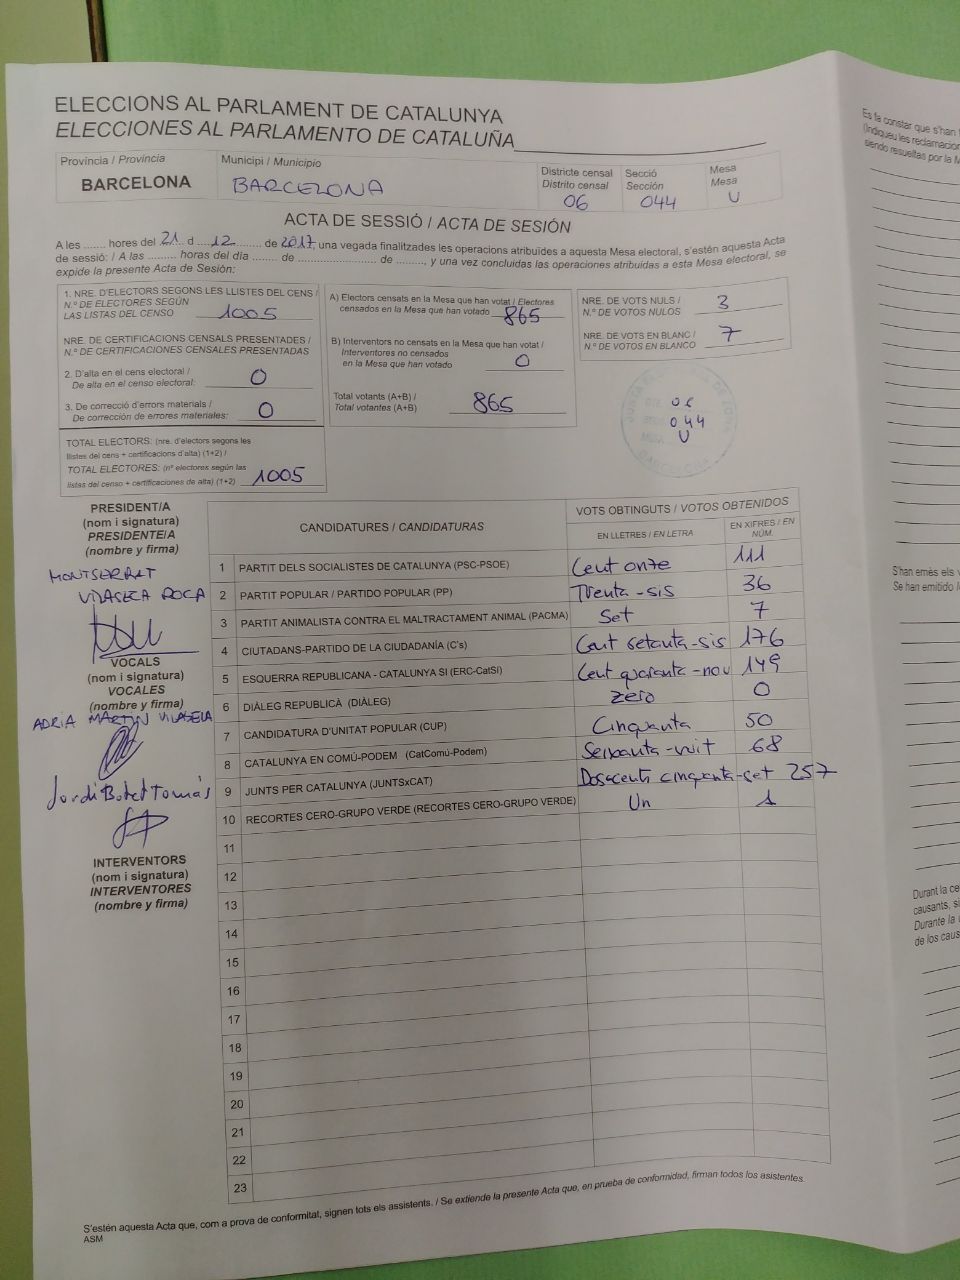 ELECCIONS AL PARLAMENT DE CATALUNYA
ELECCIONES AL PARLAMENTO DE CATALUÑA
Província / Provincia
BARCELONA
Municipi / Municipio
BARCELONA
Districte censal
Distrito censal
06
Secció
Sección
044
Mesa
Mesa
U
ACTA DE SESSIÓ / ACTA DE SESIÓN
A les ....... hores del 21 d 12 de 2017 una vegada finalitzades les operacions atribuïdes a aquesta Mesa electoral, s'estén aquesta Acta
de sessió: / A las ......... horas del día ....... de ...................... de ........., y una vez concluidas las operaciones atribuidas a esta Mesa electoral, se
expide la presente Acta de Sesión:
1. NRE. D'ELECTORS SEGONS LES LLISTES DEL CENS /
N.º DE ELECTORES SEGÚN
LAS LISTAS DEL CENSO 1005
NRE. DE CERTIFICACIONS CENSALS PRESENTADES /
N.º DE CERTIFICACIONES CENSALES PRESENTADAS
2. D'alta en el cens electoral /
De alta en el censo electoral: 0
3. De correcció d'errors materials /
De corrección de errores materiales: 0
TOTAL ELECTORS: (nre. d'electors segons les
llistes del cens + certificacions d'alta) (1+2) /
TOTAL ELECTORES: (nº electores según las
listas del censo + certificaciones de alta) (1+2) 1005
A) Electors censats en la Mesa que han votat / Electores
censados en la Mesa que han votado 865
B) Interventors no censats en la Mesa que han votat /
Interventores no censados
en la Mesa que han votado 0
Total votants (A+B) /
Total votantes (A+B) 865
NRE. DE VOTS NULS /
N.º DE VOTOS NULOS 3
NRE. DE VOTS EN BLANC /
N.º DE VOTOS EN BLANCO 7
044
U
BARCELONA
PRESIDENT/A
(nom i signatura)
PRESIDENTE/A
(nombre y firma)
MONTSERRAT
VILASECA ROCA
VOCALS
(nom i signatura)
VOCALES
(nombre y firma)
ADRIA MARTIN VILASECA
Jordi Botet Tomás
INTERVENTORS
(nom i signatura)
INTERVENTORES
(nombre y firma)
CANDIDATURES / CANDIDATURAS
VOTS OBTINGUTS / VOTOS OBTENIDOS
EN LLETRES / EN LETRA
EN XIFRES / EN
NÚM.
1 PARTIT DELS SOCIALISTES DE CATALUNYA (PSC-PSOE) Cent onze 111
2 PARTIT POPULAR / PARTIDO POPULAR (PP) Trenta-sis 36
3 PARTIT ANIMALISTA CONTRA EL MALTRACTAMENT ANIMAL (PACMA) Set 7
4 CIUTADANS-PARTIDO DE LA CIUDADANÍA (C's) Cent setanta-sis 176
5 ESQUERRA REPUBLICANA - CATALUNYA SI (ERC-CatSí) Cent quaranta-nou 149
6 DIÀLEG REPUBLICÀ (DIÀLEG) zero 0
7 CANDIDATURA D'UNITAT POPULAR (CUP) Cinquanta 50
8 CATALUNYA EN COMÚ-PODEM (CatComú-Podem) Seixanta-vuit 68
9 JUNTS PER CATALUNYA (JUNTSxCAT) Doscents cinquanta-set 257
10 RECORTES CERO-GRUPO VERDE (RECORTES CERO-GRUPO VERDE) Un 1
11
12
13
14
15
16
17
18
19
20
21
22
23
S'estén aquesta Acta que, com a prova de conformitat, signen tots els assistents. / Se extiende la presente Acta que, en prueba de conformidad, firman todos los asistentes.
ASM
Es fa constar que s'han
(Indiqueu les reclamacion
sendo resueltas por la M
S'han emès els v
Se han emitido l
Durant la ce
causants, si
Durante la
de los caus